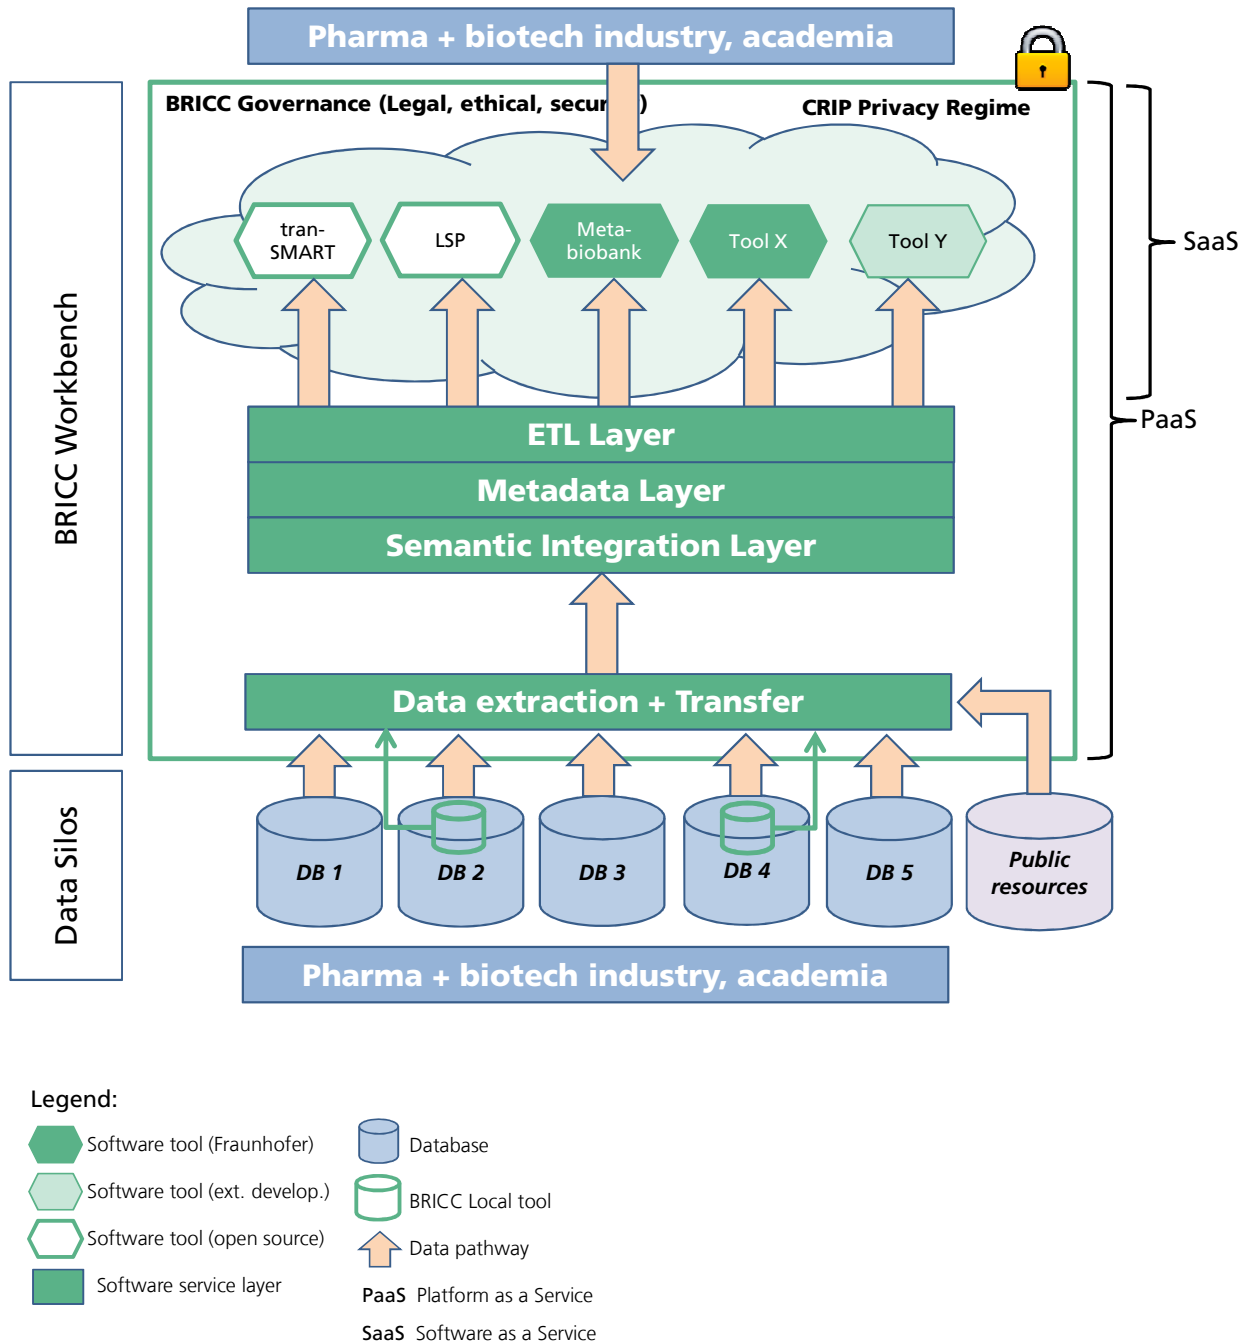 Pharma + biotech industry, academia
BRICC Governance (Legal, ethical, secur )
CRIP Privacy Regime
tran-
SMART
LSP
Meta-
biobank
Tool X
Tool Y
SaaS
PaaS
BRICC Workbench
ETL Layer
Metadata Layer
Semantic Integration Layer
Data extraction + Transfer
Data Silos
DB 1
DB 2
DB 3
DB 4
DB 5
Public
resources
Pharma + biotech industry, academia
Legend:
Software tool (Fraunhofer)
Software tool (ext. develop.)
Software tool (open source)
Software service layer
Database
BRICC Local tool
Data pathway
PaaS Platform as a Service
SaaS Software as a Service